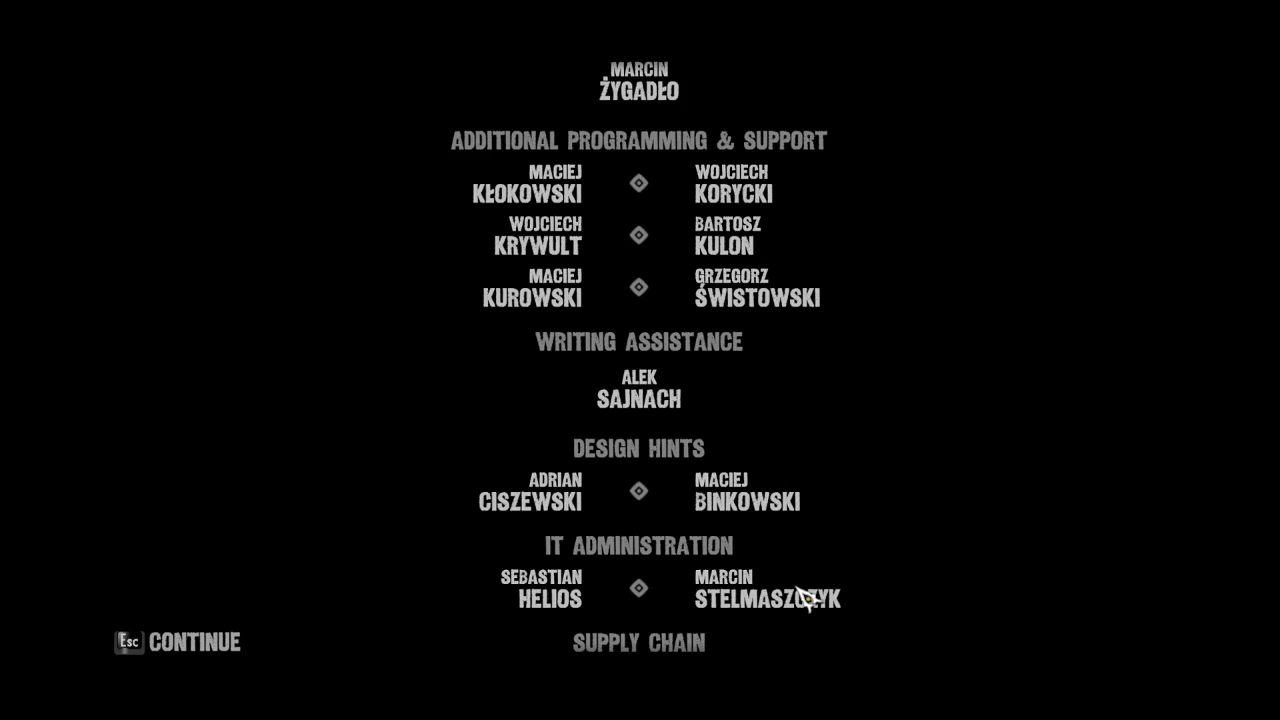 MARCIN
ŻYGADŁO
ADDITIONAL PROGRAMMING & SUPPORT
MACIEJ
KŁOKOWSKI
WOJCIECH
KORYCKI
WOJCIECH
KRYWULT
BARTOSZ
KULON
MACIEJ
KUROWSKI
GRZEGORZ
ŚWISTOWSKI
WRITING ASSISTANCE
ALEK
SAJNACH
DESIGN HINTS
ADRIAN
CISZEWSKI
MACIEJ
BINKOWSKI
IT ADMINISTRATION
SEBASTIAN
HELIOS
MARCIN
STELMASZCZYK
Esc CONTINUE
SUPPLY CHAIN